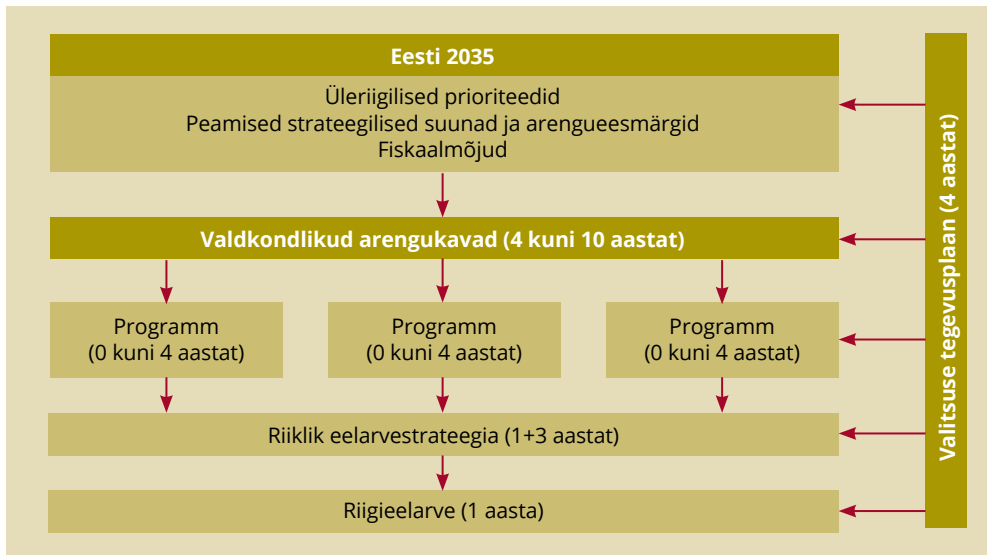 Eesti 2035
Üleriigilised prioriteedid
Peamised strateegilised suunad ja arengueesmärgid
Fiskaalmõjud
Valdkondlikud arengukavad (4 kuni 10 aastat)
Programm
(0 kuni 4 aastat)
Programm
(0 kuni 4 aastat)
Programm
(0 kuni 4 aastat)
Riiklik eelarvestrateegia (1+3 aastat)
Riigieelarve (1 aasta)
Valitsuse tegevusplaan (4 aastat)